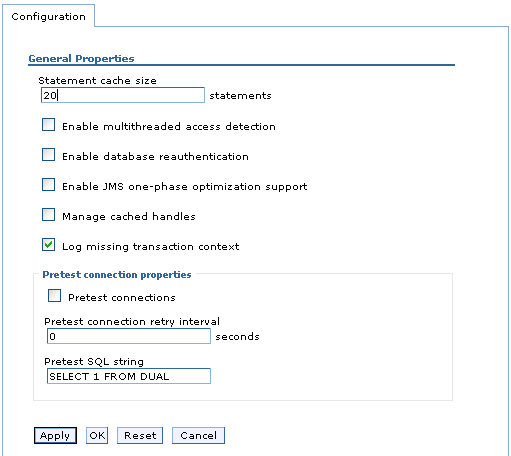 Configuration
General Properties
Statement cache size
20 statements
Enable multithreaded access detection
Enable database reauthentication
Enable JMS one-phase optimization support
Manage cached handles
Log missing transaction context
Pretest connection properties
Pretest connections
Pretest connection retry interval
0 seconds
Pretest SQL string
SELECT 1 FROM DUAL
Apply OK Reset Cancel